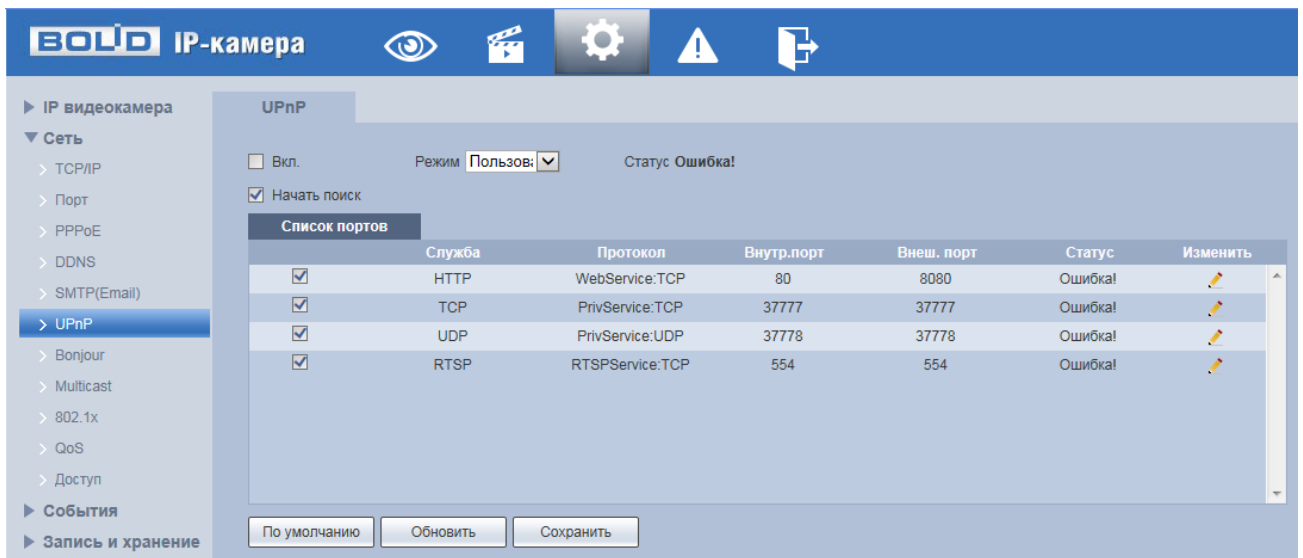 BOLID IP-камера
IP видеокамера
Сеть
TCP/IP
Порт
PPPoE
DDNS
SMTP(Email)
UPnP
Bonjour
Multicast
802.1x
QoS
Доступ
События
Запись и хранение
UPnP
Вкл. Режим Пользова Статус Ошибка!
Начать поиск
Список портов
Служба Протокол Внутр.порт Внеш. порт Статус Изменить
HTTP WebService:TCP 80 8080 Ошибка!
TCP PrivService:TCP 37777 37777 Ошибка!
UDP PrivService:UDP 37778 37778 Ошибка!
RTSP RTSPService:TCP 554 554 Ошибка!
По умолчанию Обновить Сохранить